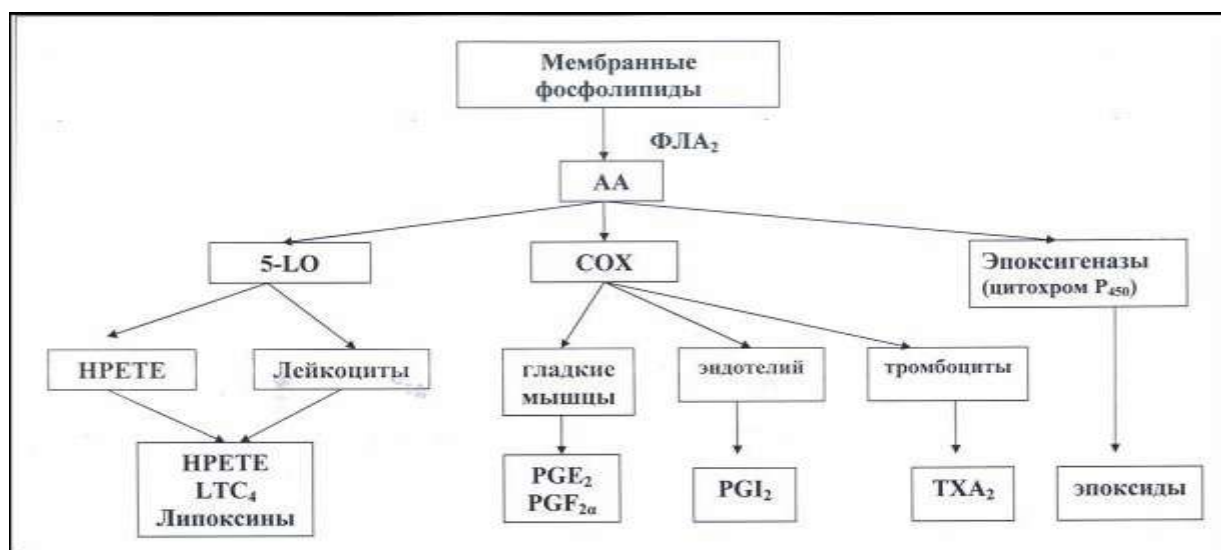 Мембранные
фосфолипиды
ФЛА₂
АА
5-LO
COX
Эпоксигеназы
(цитохром P₄₅₀)
HPETE
Лейкоциты
гладкие
мышцы
эндотелий
тромбоциты
HPETE
LTC₄
Липоксины
PGE₂
PGF₂α
PGI₂
TXA₂
эпоксиды